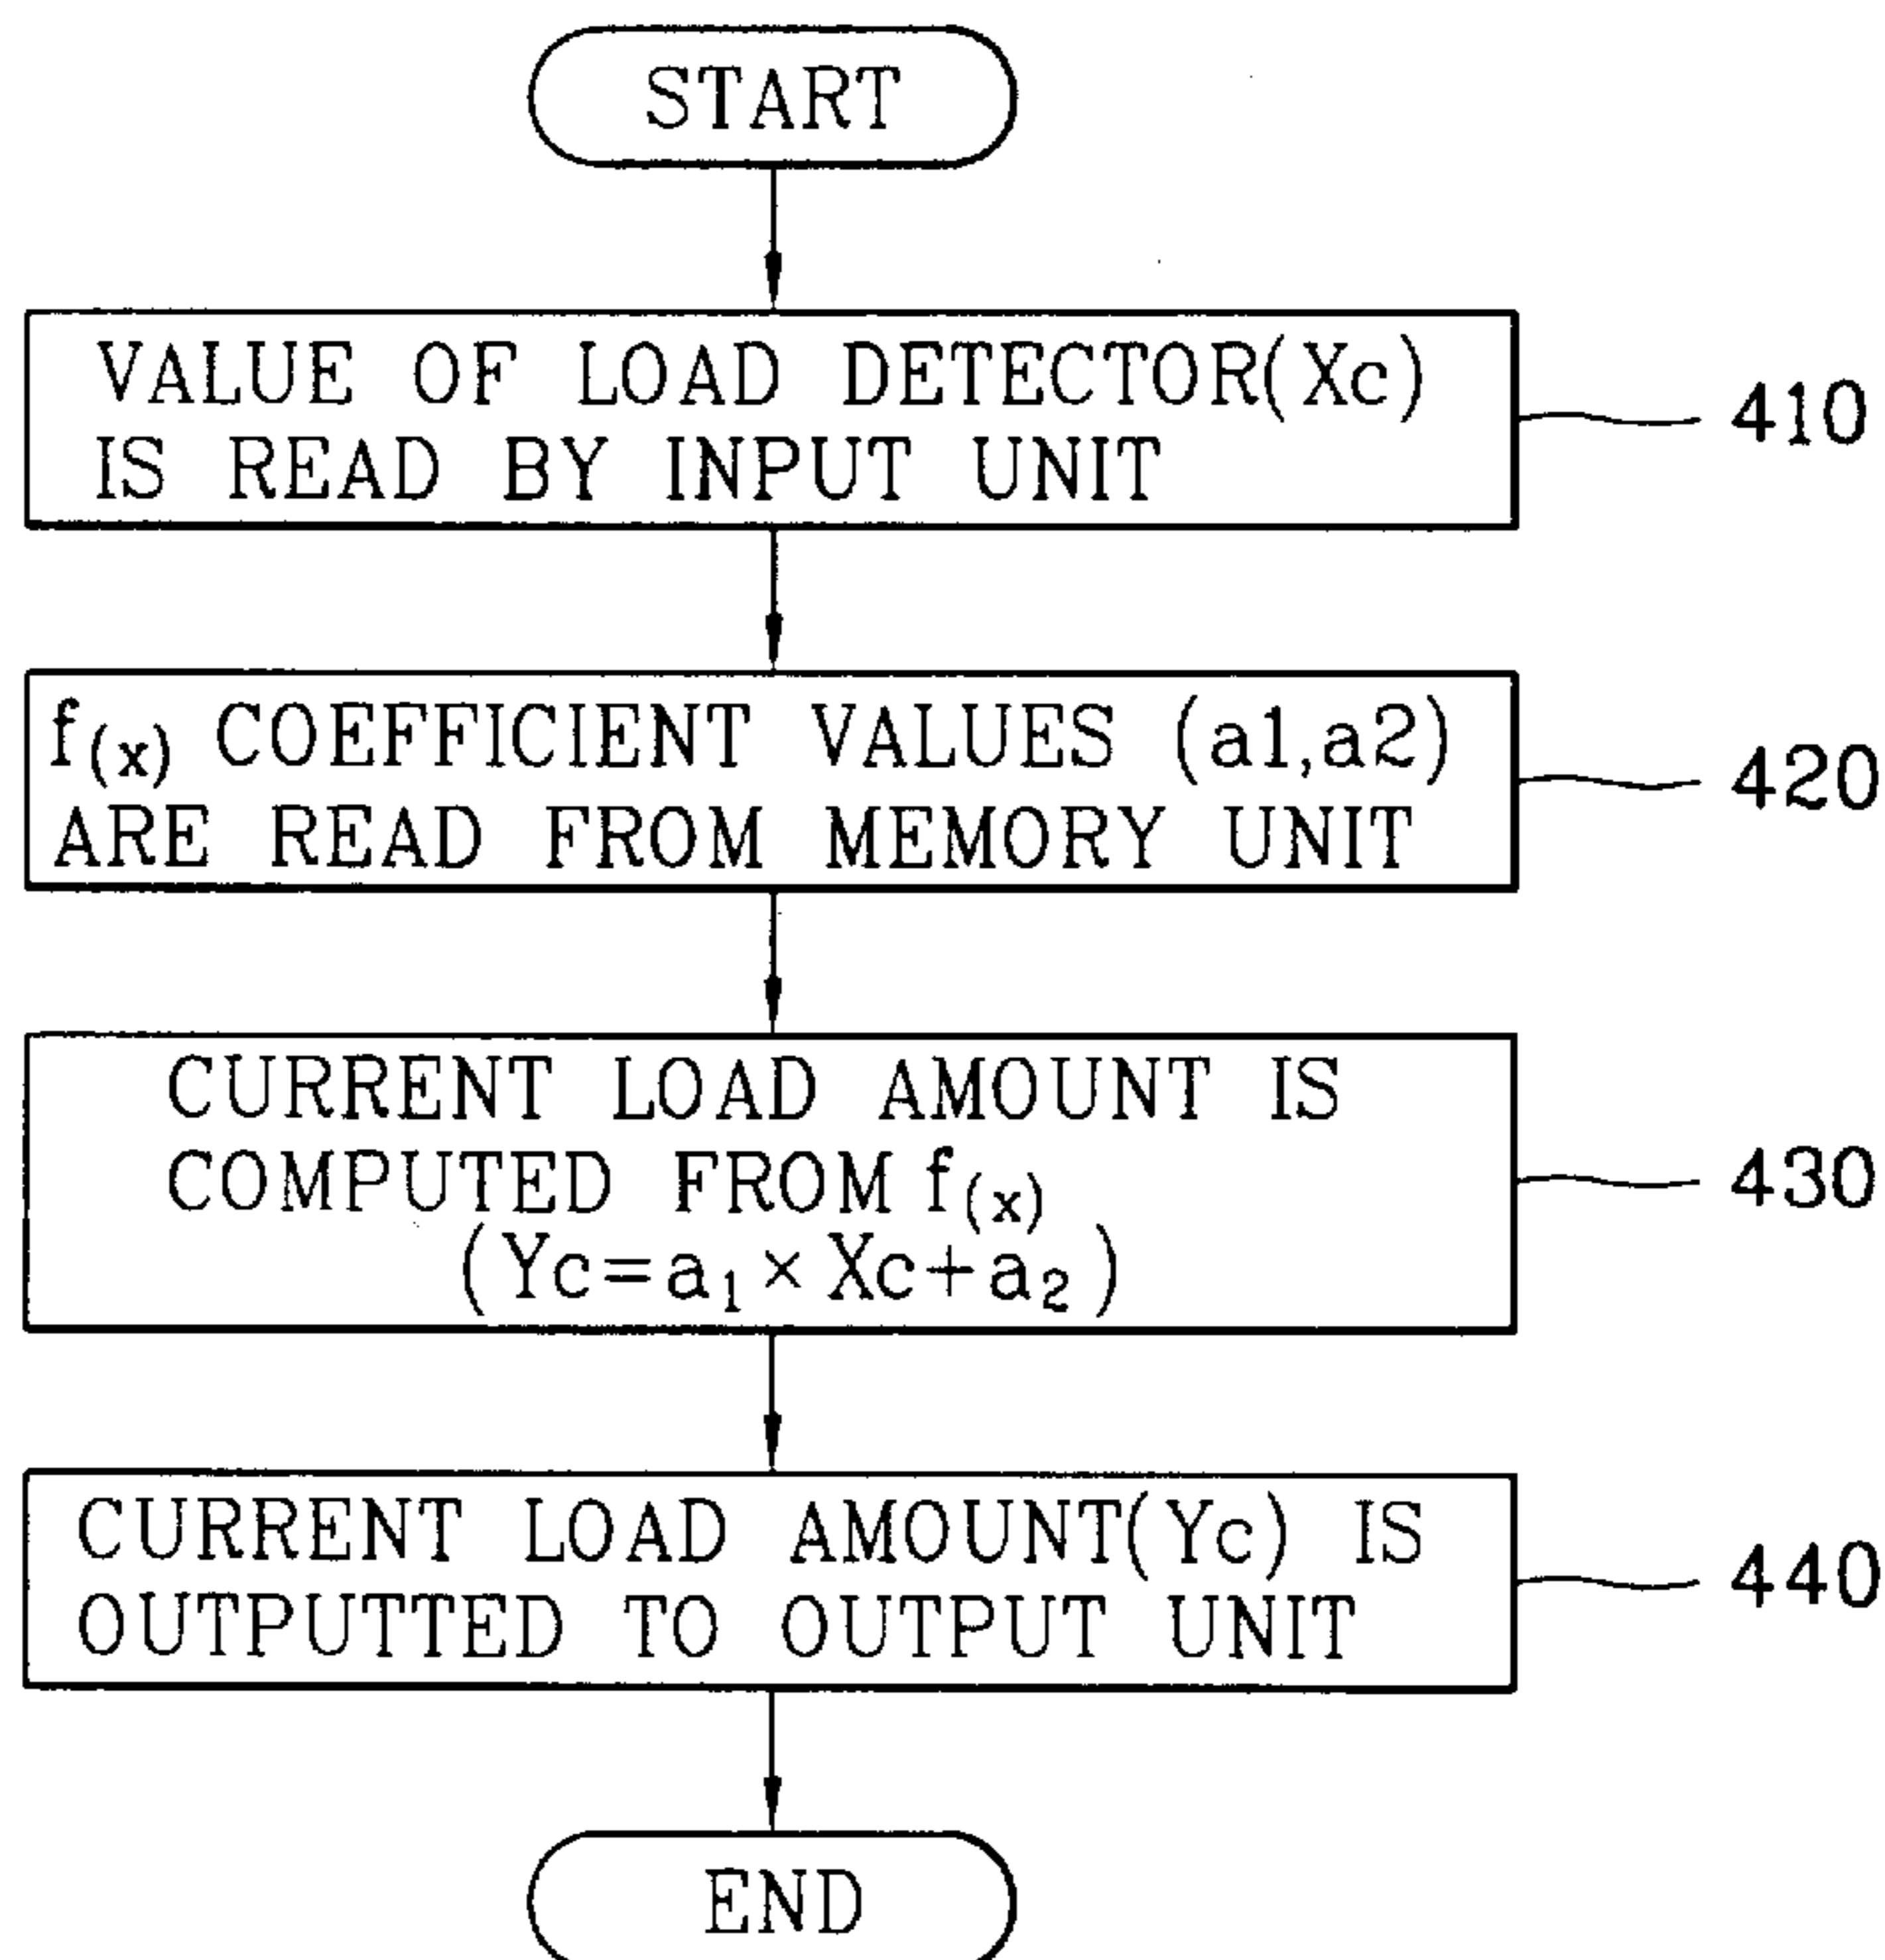 START
VALUE OF LOAD DETECTOR(Xc)
IS READ BY INPUT UNIT
410
f(x) COEFFICIENT VALUES (a1,a2)
ARE READ FROM MEMORY UNIT
420
CURRENT LOAD AMOUNT IS
COMPUTED FROM f(x)
(Yc=a1×Xc+a2)
430
CURRENT LOAD AMOUNT(Yc) IS
OUTPUTTED TO OUTPUT UNIT
440
END